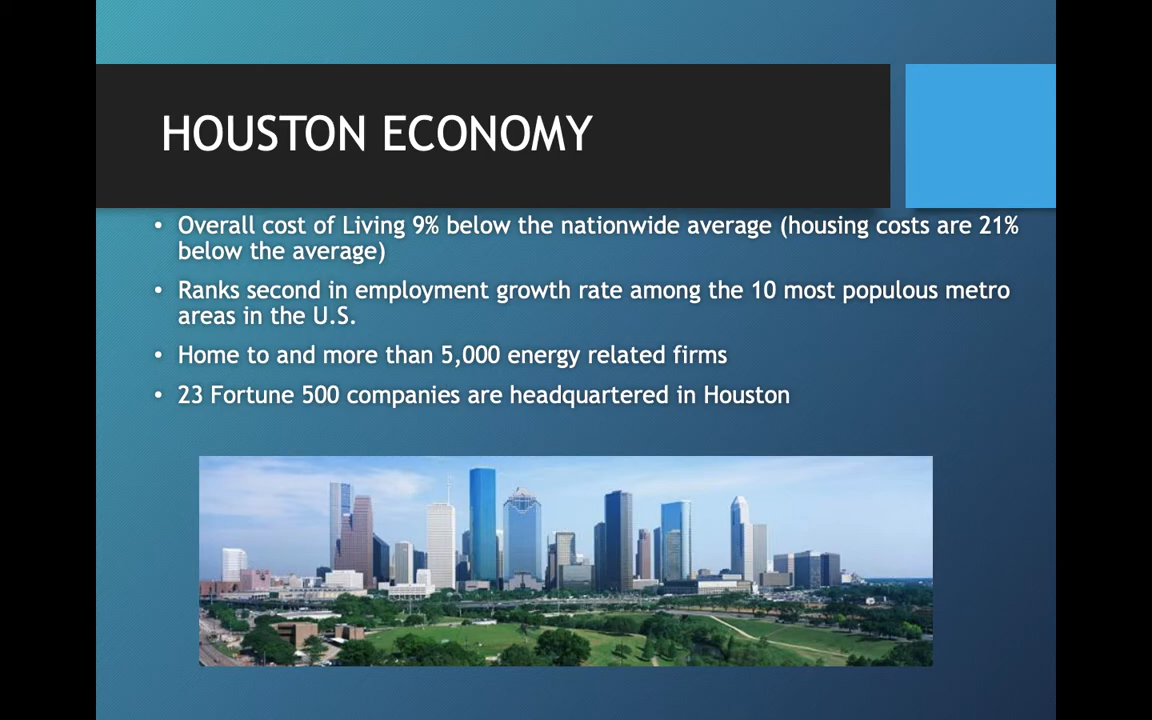 HOUSTON ECONOMY
• Overall cost of Living 9% below the nationwide average (housing costs are 21%
below the average)
• Ranks second in employment growth rate among the 10 most populous metro
areas in the U.S.
• Home to and more than 5,000 energy related firms
• 23 Fortune 500 companies are headquartered in Houston